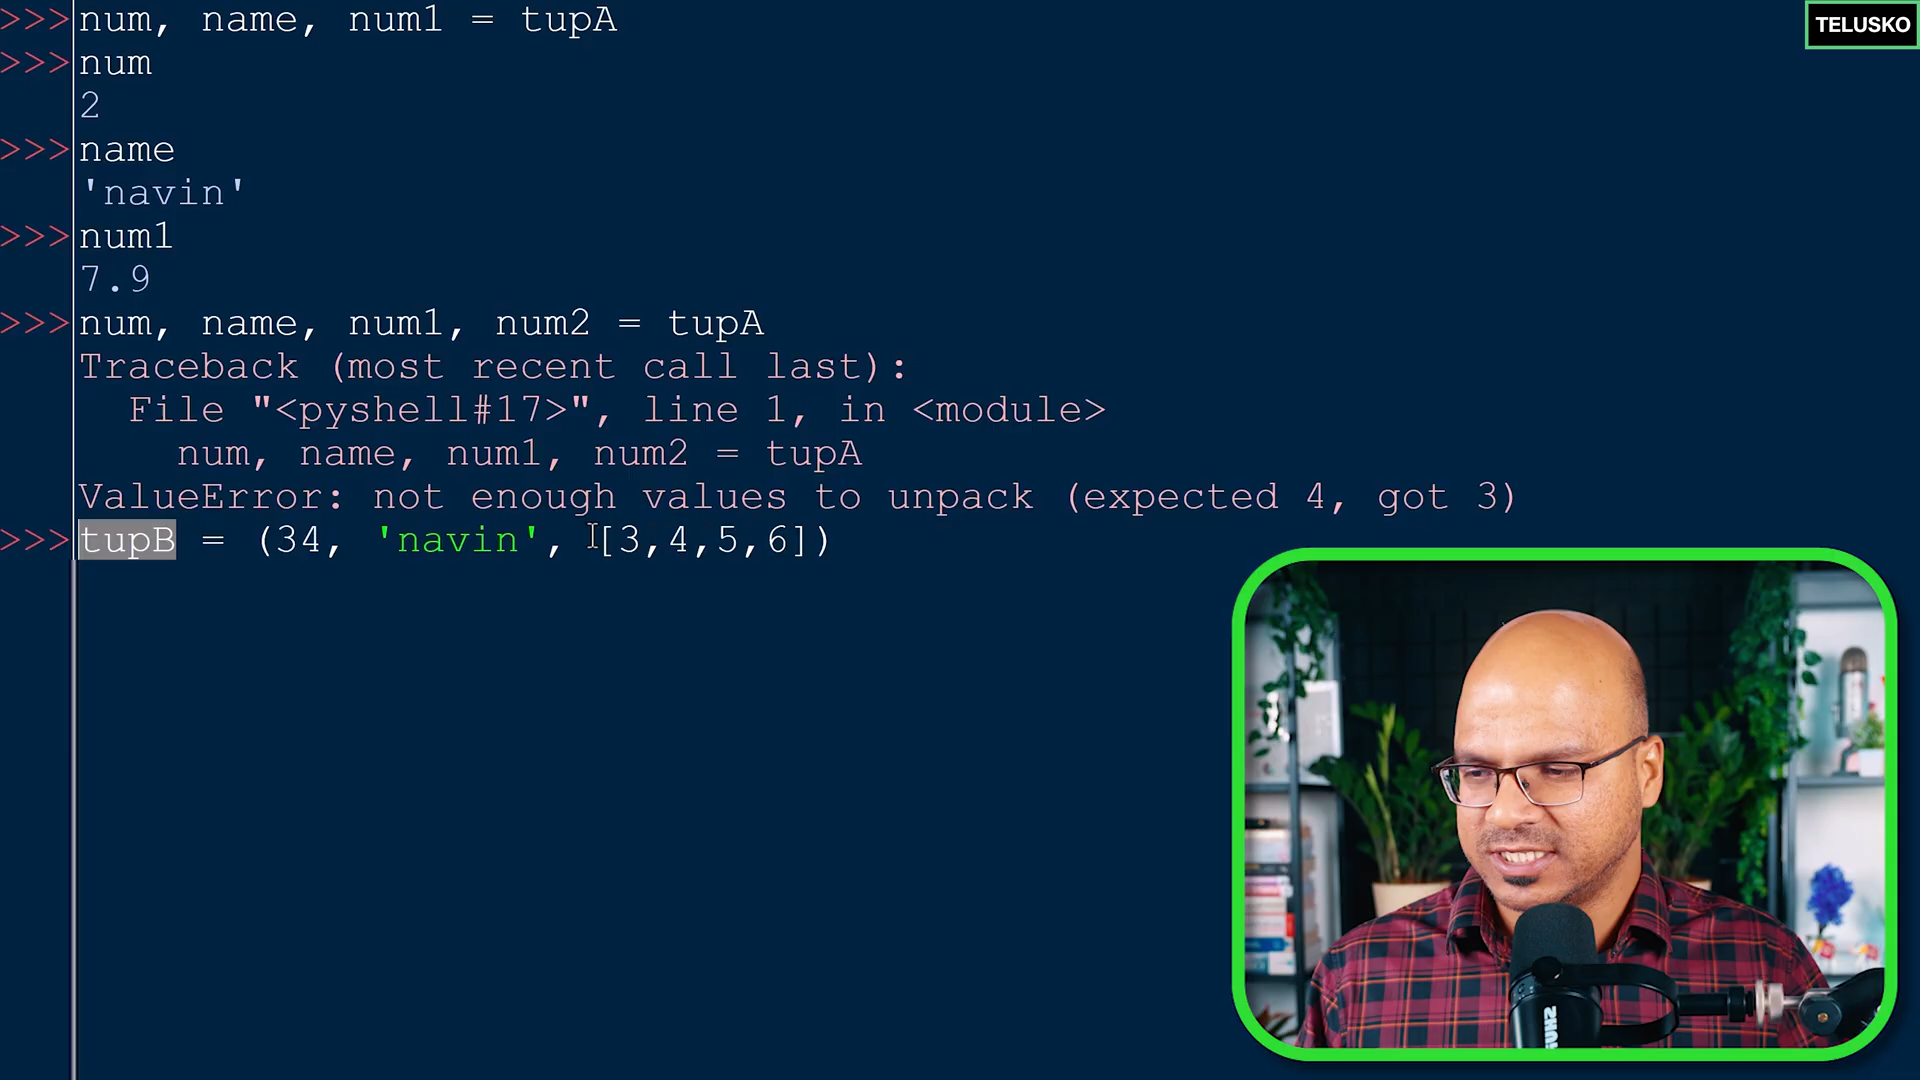 TELUSKO
>>> num, name, num1 = tupA
>>> num
2
>>> name
'navin'
>>> num1
7.9
>>> num, name, num1, num2 = tupA
Traceback (most recent call last):
  File "<pyshell#17>", line 1, in <module>
    num, name, num1, num2 = tupA
ValueError: not enough values to unpack (expected 4, got 3)
>>> tupB = (34, 'navin', [3,4,5,6])